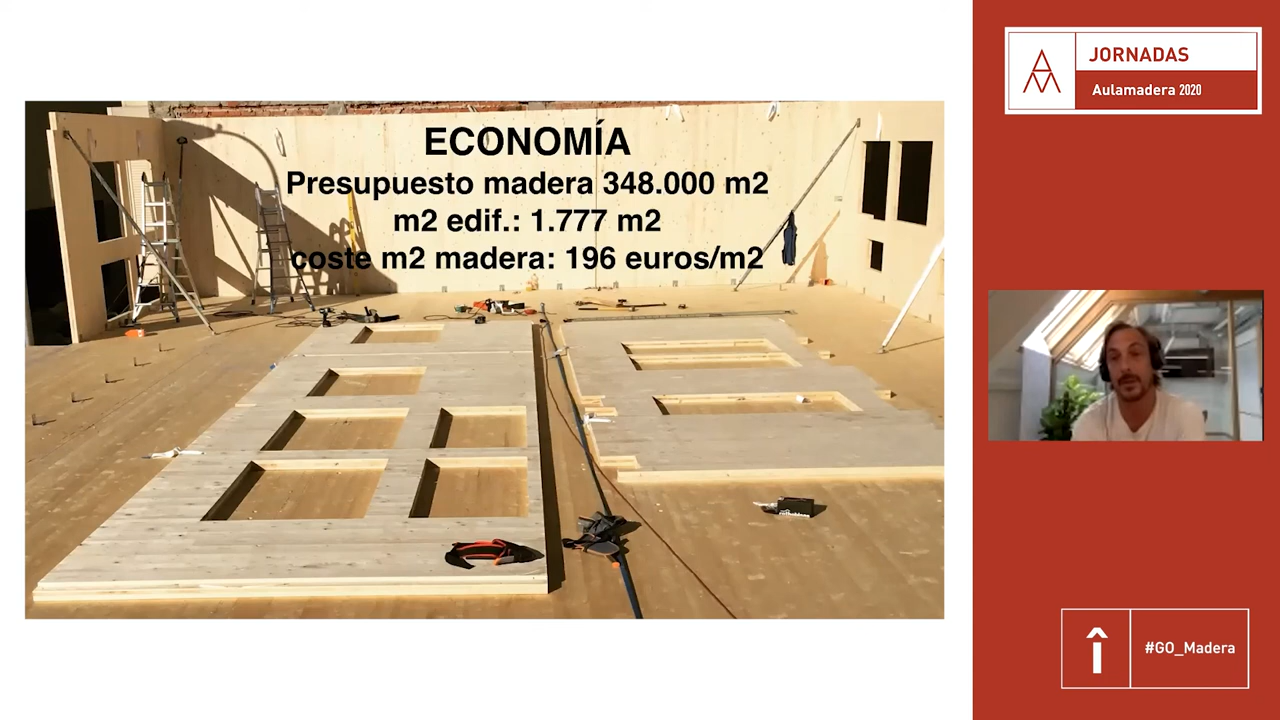 ECONOMÍA
Presupuesto madera 348.000 m2
m2 edif.: 1.777 m2
coste m2 madera: 196 euros/m2
JORNADAS
Aulamadera 2020
#GO_Madera